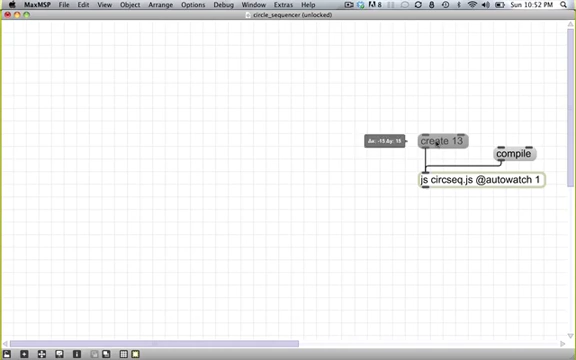 MaxMSP File Edit View Object Arrange Options Debug Window Extras Help 8 Sun 10:52 PM
circle_sequencer (unlocked)
create 13
compile
js circseq.js @autowatch 1